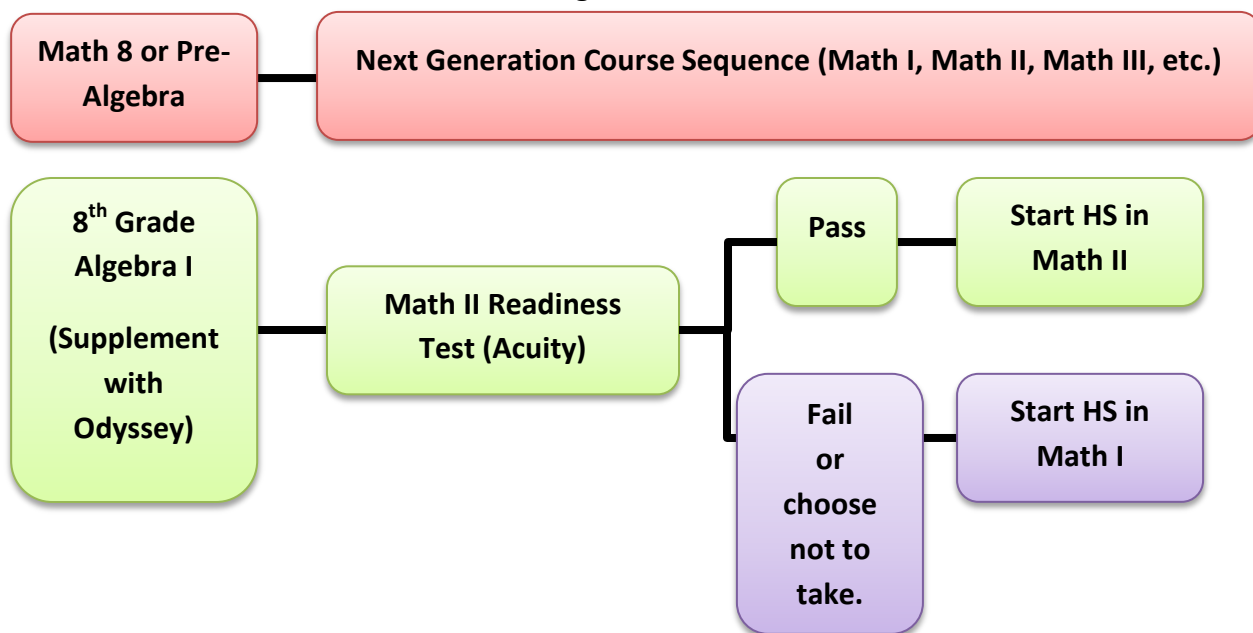 Math 8 or Pre-
Algebra
Next Generation Course Sequence (Math I, Math II, Math III, etc.)
8th Grade
Algebra I
(Supplement
with
Odyssey)
Math II Readiness
Test (Acuity)
Pass
Start HS in
Math II
Fail
or
choose
not to
take.
Start HS in
Math I